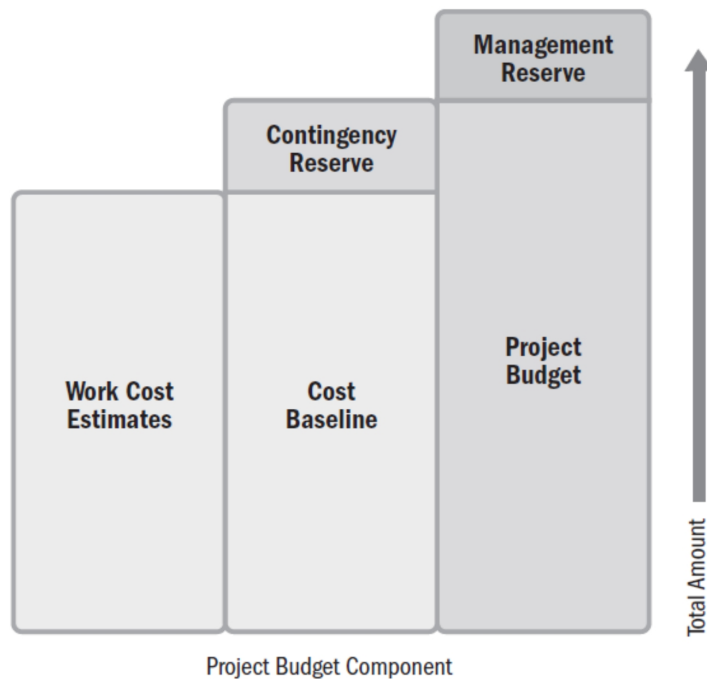 Management
Reserve
Contingency
Reserve
Work Cost
Estimates
Cost
Baseline
Project
Budget
Total Amount
Project Budget Component